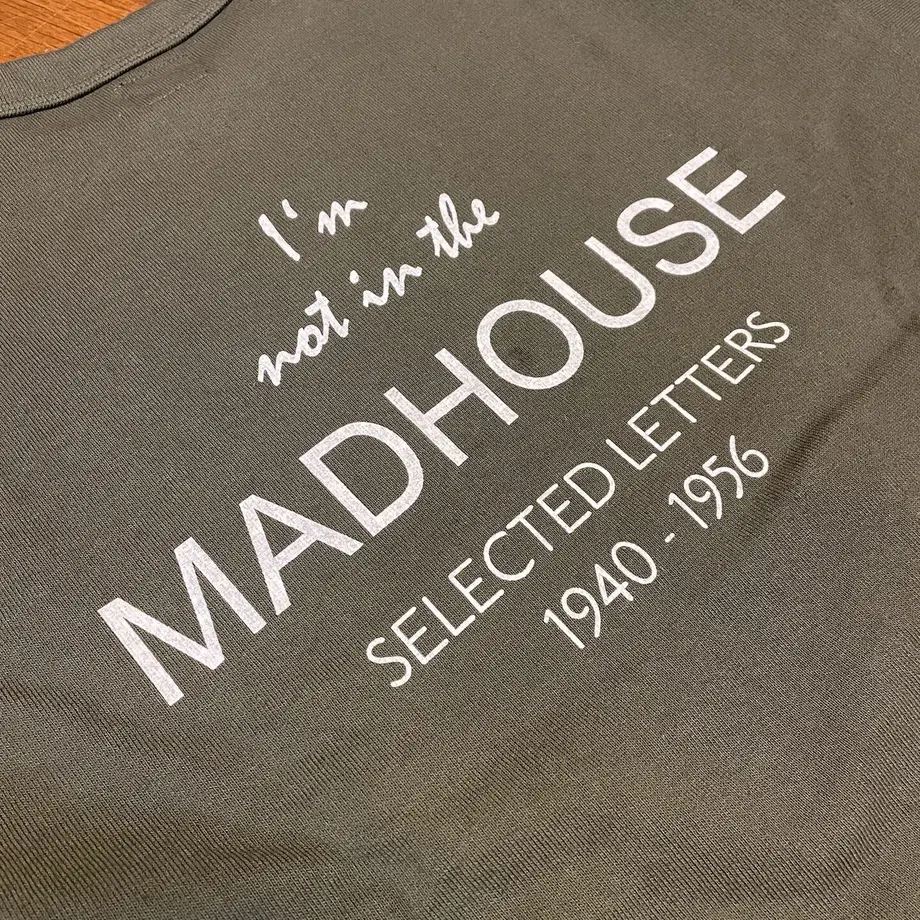 I'm
not in the
MADHOUSE
SELECTED LETTERS
1940 - 1956